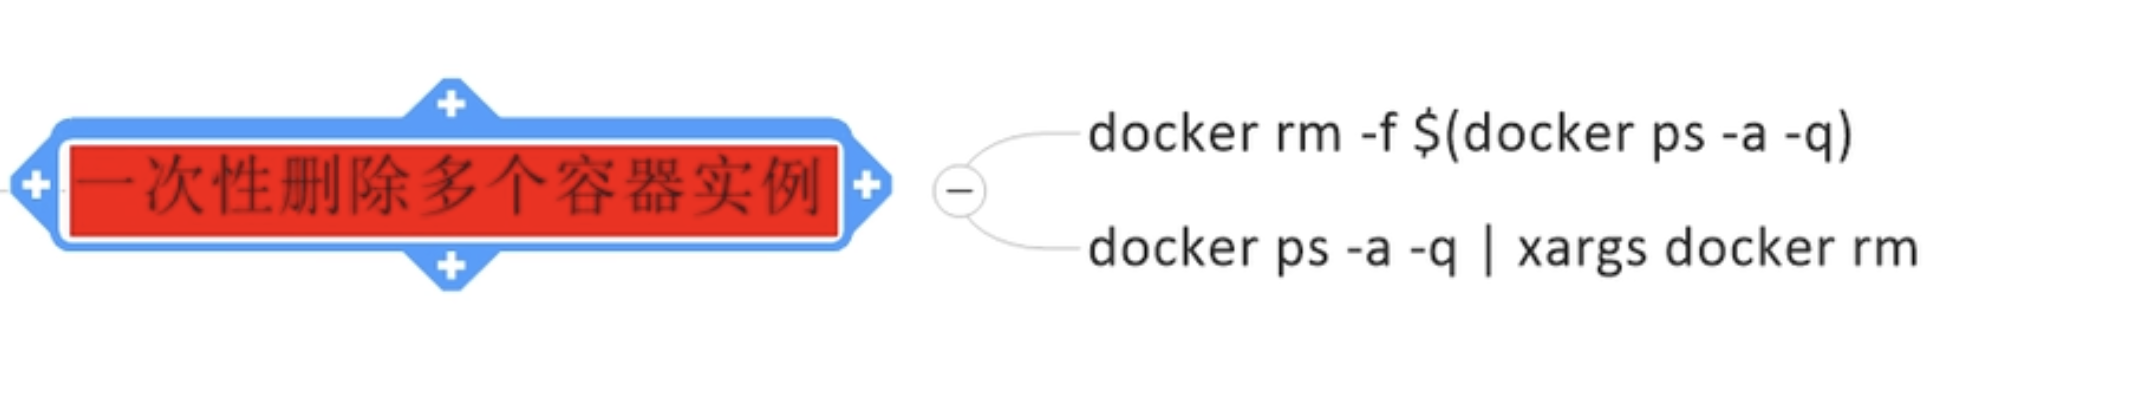 一次性删除多个容器实例
docker rm -f $(docker ps -a -q)
docker ps -a -q | xargs docker rm